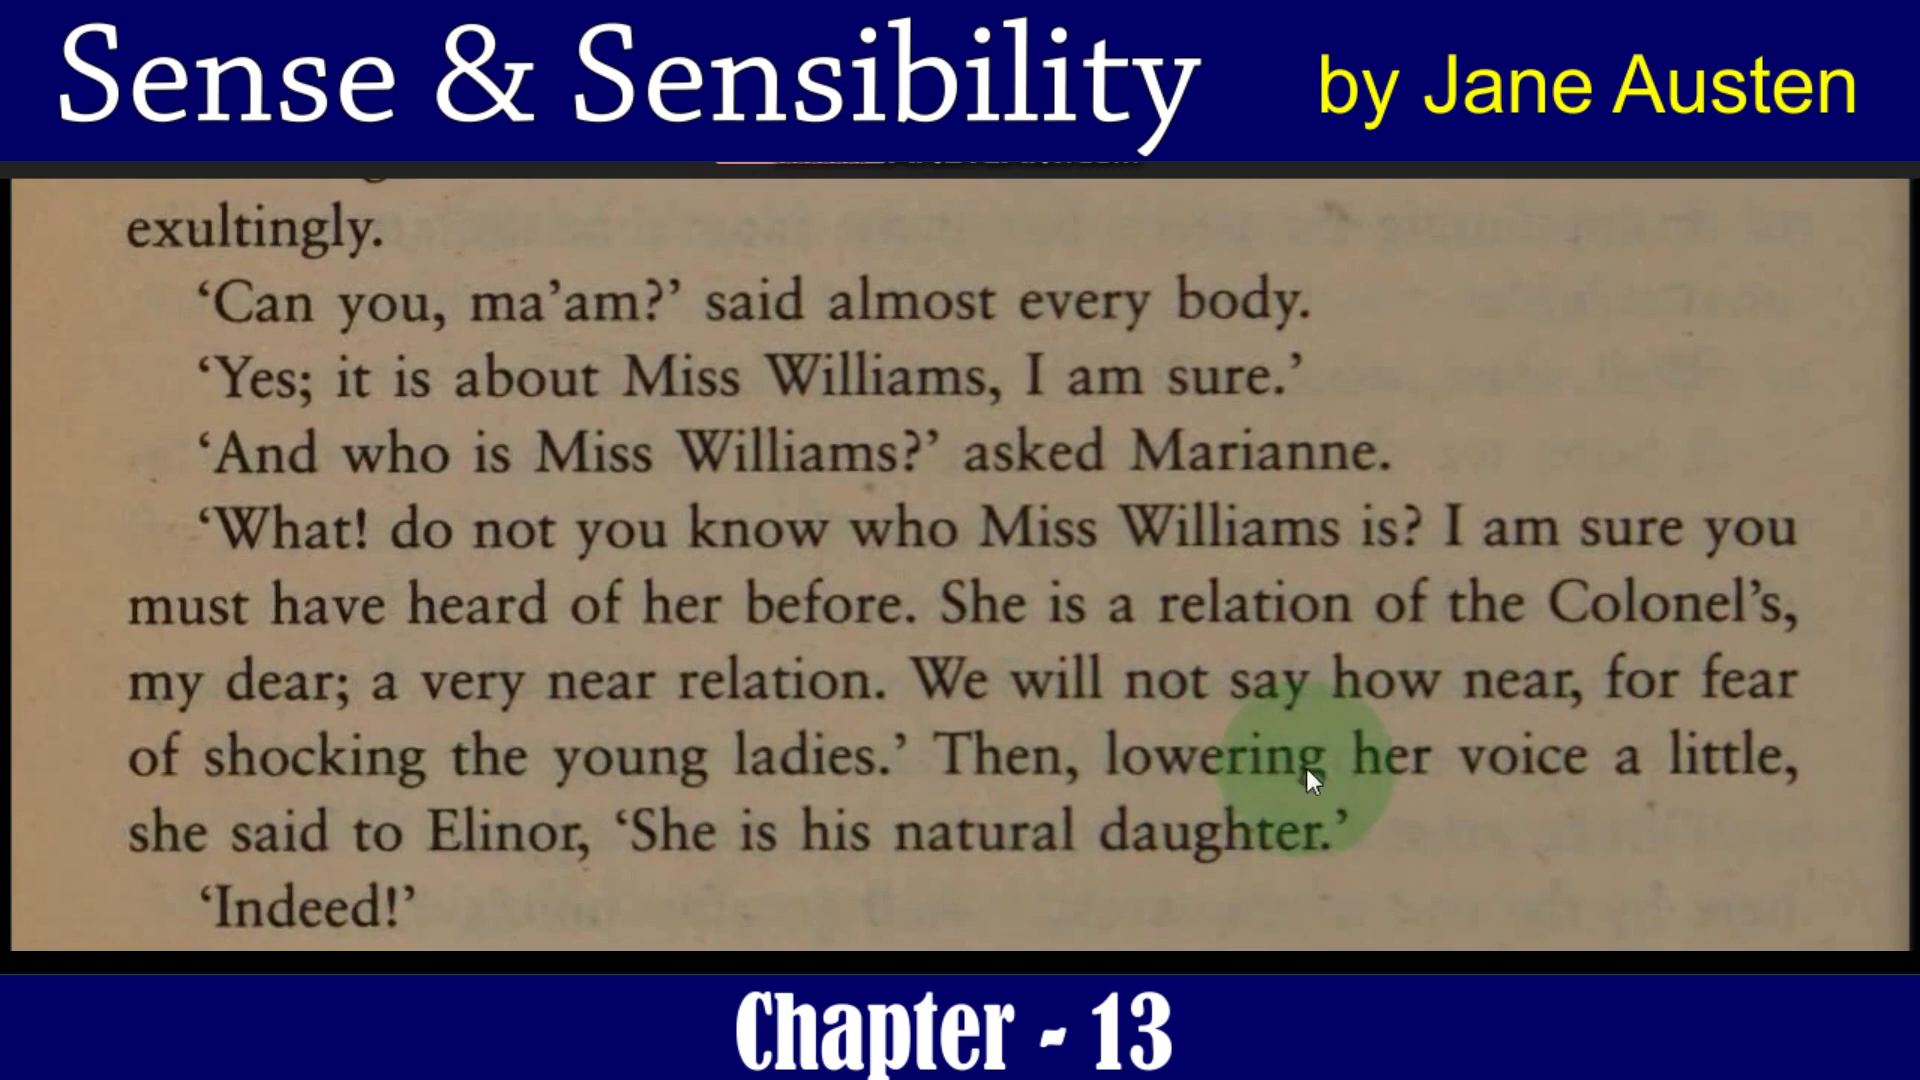 Sense & Sensibility by Jane Austen
exultingly.
‘Can you, ma’am?’ said almost every body.
‘Yes; it is about Miss Williams, I am sure.’
‘And who is Miss Williams?’ asked Marianne.
‘What! do not you know who Miss Williams is? I am sure you
must have heard of her before. She is a relation of the Colonel’s,
my dear; a very near relation. We will not say how near, for fear
of shocking the young ladies.’ Then, lowering her voice a little,
she said to Elinor, ‘She is his natural daughter.’
‘Indeed!’
Chapter - 13